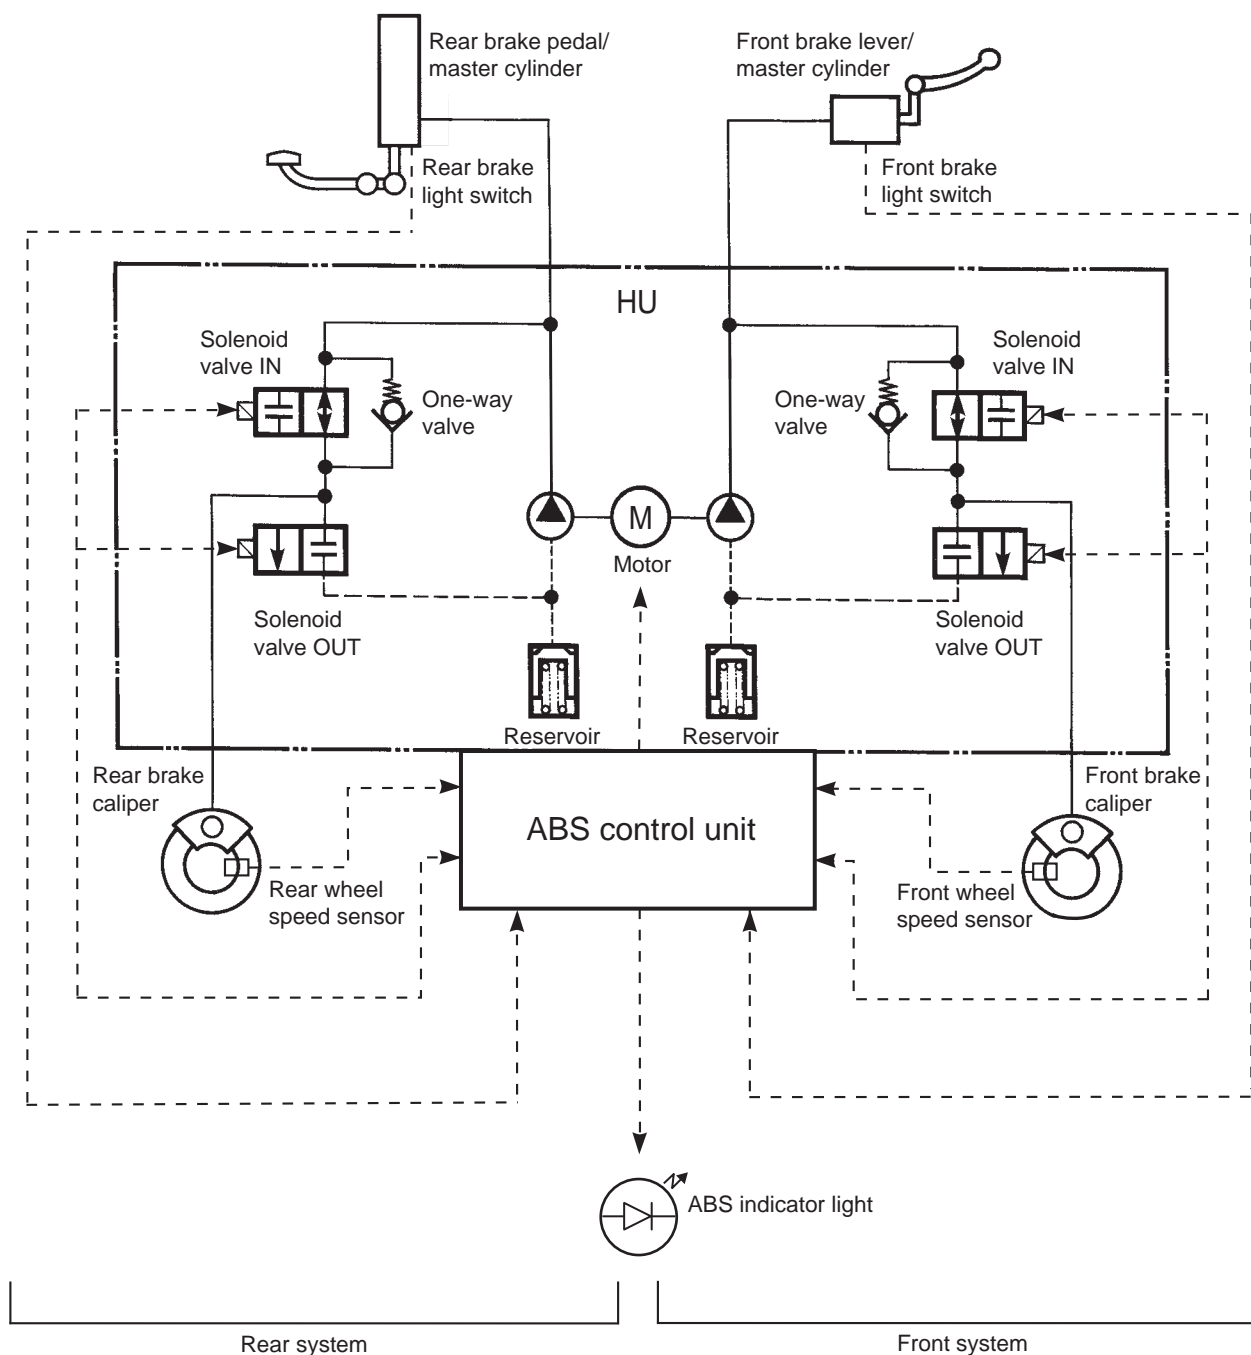 Rear brake pedal/
master cylinder
Front brake lever/
master cylinder
Rear brake
light switch
Front brake
light switch
HU
Solenoid
valve IN
One-way
valve
One-way
valve
Solenoid
valve IN
M
Motor
Solenoid
valve OUT
Solenoid
valve OUT
Reservoir
Reservoir
Rear brake
caliper
Front brake
caliper
ABS control unit
Rear wheel
speed sensor
Front wheel
speed sensor
ABS indicator light
Rear system
Front system